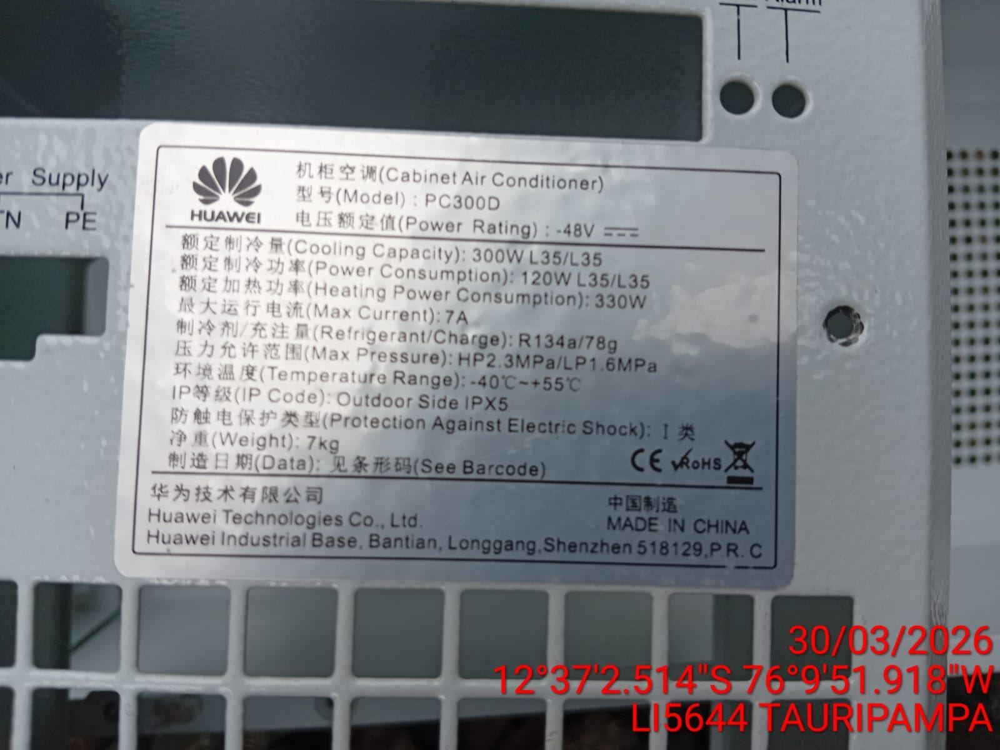 Supply
PE
HUAWEI
机柜空调(Cabinet Air Conditioner)
型号(Model) : PC300D
电压额定值(Power Rating) : -48V
额定制冷量(Cooling Capacity): 300W L35/L35
额定制冷功率(Power Consumption): 120W L35/L35
额定加热功率(Heating Power Consumption): 330W
最大运行电流(Max Current): 7A
制冷剂/充注量(Refrigerant/Charge): R134a/78g
压力允许范围(Max Pressure): HP2.3MPa/LP1.6MPa
环境温度(Temperature Range): -40℃~+55℃
IP等级(IP Code): Outdoor Side IPX5
防触电保护类型(Protection Against Electric Shock): I 类
净重(Weight): 7kg
制造日期(Data): 见条形码(See Barcode)
CE RoHS
华为技术有限公司
Huawei Technologies Co., Ltd.
Huawei Industrial Base, Bantian, Longgang,Shenzhen 518129,P.R. C
中国制造
MADE IN CHINA
30/03/2026
12°37'2.514"S 76°9'51.918"W
LI5644 TAURIPAMPA